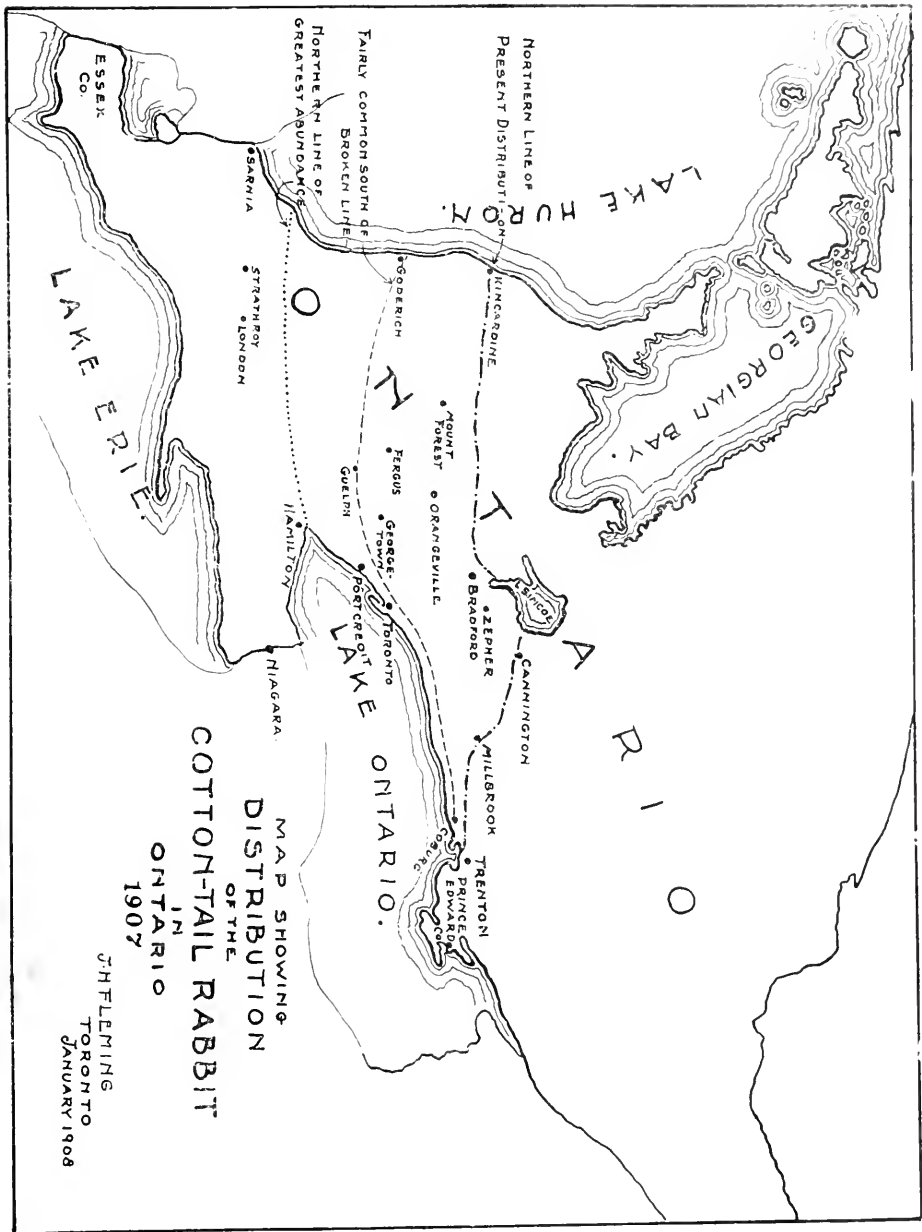 LAKE HURON.
GEORGIAN BAY.
NORTHERN LINE OF
PRESENT DISTRIBUTION
FAIRLY COMMON SOUTH OF
BROKEN LINE
NORTHERN LINE OF
GREATEST ABUNDANCE
ESSEX
CO.
SARNIA
STRATHROY
LONDON
GODERICH
KINCARDINE
MOUNT
FOREST
FERGUS
GUELPH
ORANGEVILLE
GEORGE-
TOWN
HAMILTON
PORTCREDIT
TORONTO
BRADFORD
ZEPHER
L SIMCOE
CANNINGTON
MILLBROOK
COBURG
TRENTON
PRINCE
EDWARD
CO.
NIAGARA.
ONTARIO
LAKE ERIE.
LAKE ONTARIO.
MAP SHOWING
DISTRIBUTION
OF THE
COTTON-TAIL RABBIT
IN
ONTARIO
1907
J.H.FLEMING
TORONTO
JANUARY 1908